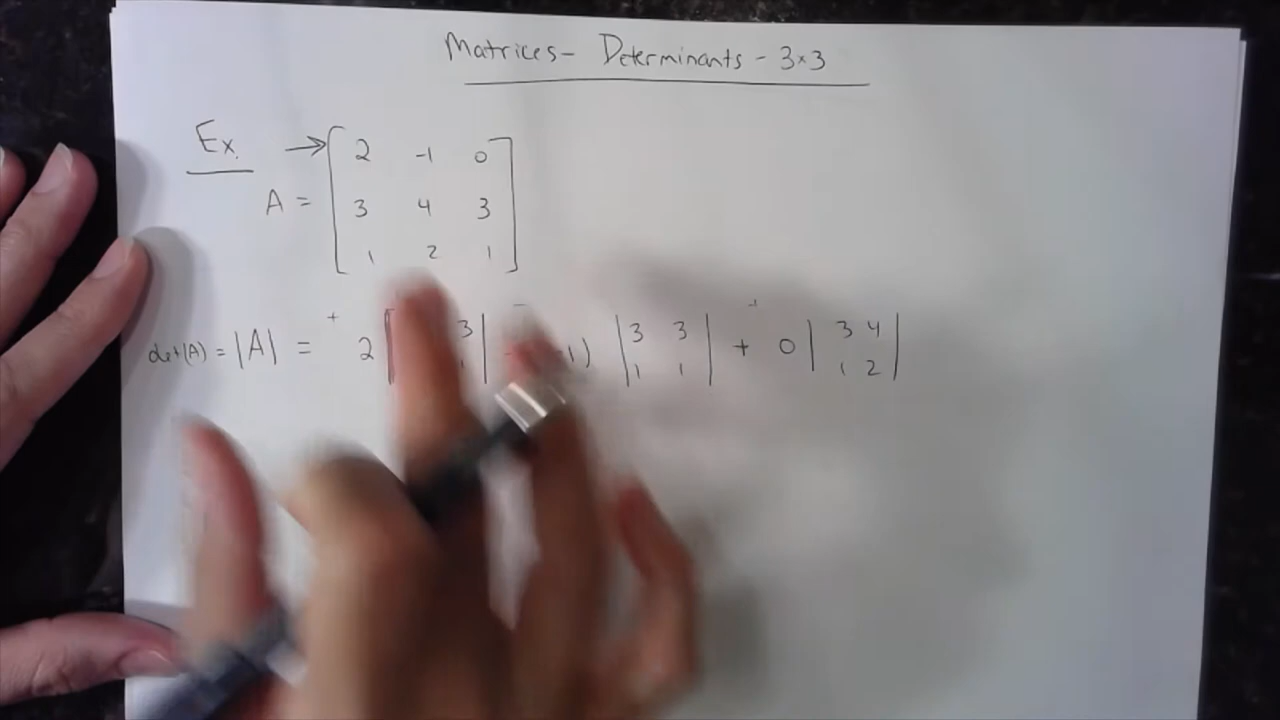 Matrices - Determinants - 3×3
Ex. →
2 -1 0
A = 3 4 3
1 2 1
+ - +
det(A) = |A| = 2 | 3 | 1) | 3 3 | + 0 | 3 4 |
1 1 1 2